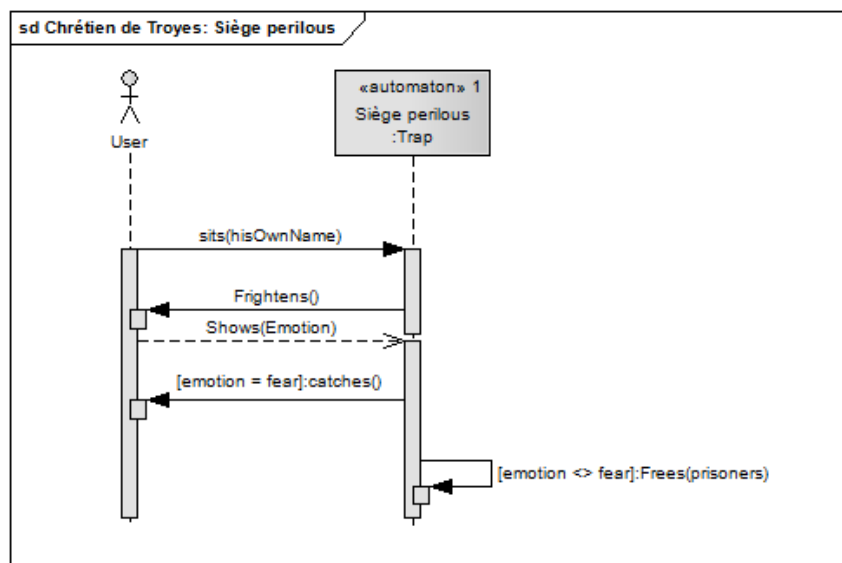 sd Chrétien de Troyes: Siège perilous
«automaton» 1
Siège perilous
:Trap
User
sits(hisOwnName)
Frightens()
Shows(Emotion)
[emotion = fear]:catches()
[emotion <> fear]:Frees(prisoners)